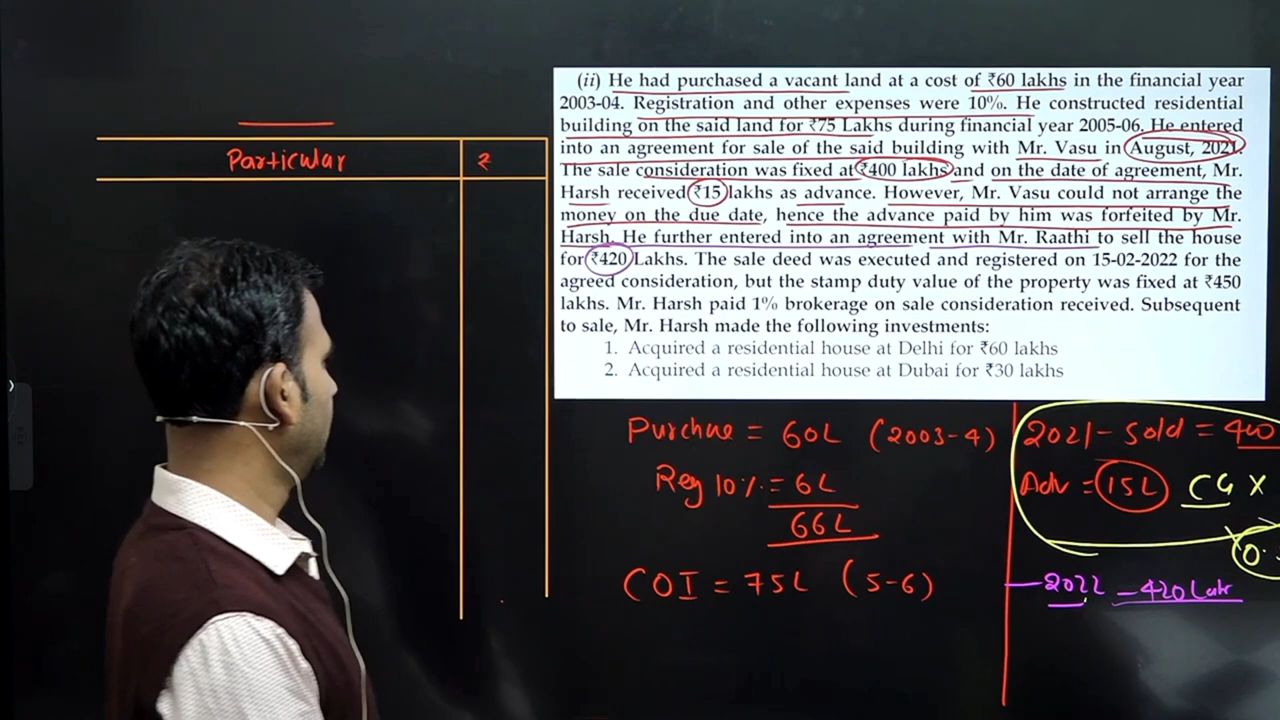 Particular ₹
(ii) He had purchased a vacant land at a cost of ₹60 lakhs in the financial year
2003-04. Registration and other expenses were 10%. He constructed residential
building on the said land for ₹75 Lakhs during financial year 2005-06. He entered
into an agreement for sale of the said building with Mr. Vasu in August, 2021.
The sale consideration was fixed at ₹400 lakhs and on the date of agreement, Mr.
Harsh received ₹15 lakhs as advance. However, Mr. Vasu could not arrange the
money on the due date, hence the advance paid by him was forfeited by Mr.
Harsh. He further entered into an agreement with Mr. Raathi to sell the house
for ₹420 Lakhs. The sale deed was executed and registered on 15-02-2022 for the
agreed consideration, but the stamp duty value of the property was fixed at ₹450
lakhs. Mr. Harsh paid 1% brokerage on sale consideration received. Subsequent
to sale, Mr. Harsh made the following investments:
1. Acquired a residential house at Delhi for ₹60 lakhs
2. Acquired a residential house at Dubai for ₹30 lakhs
Purchae = 60L (2003-4)
Reg 10% = 6L
66L
COI = 75L (5-6)
2021 - Sold = 400
Adv = 15L CG X
2022 - 420 Lakr